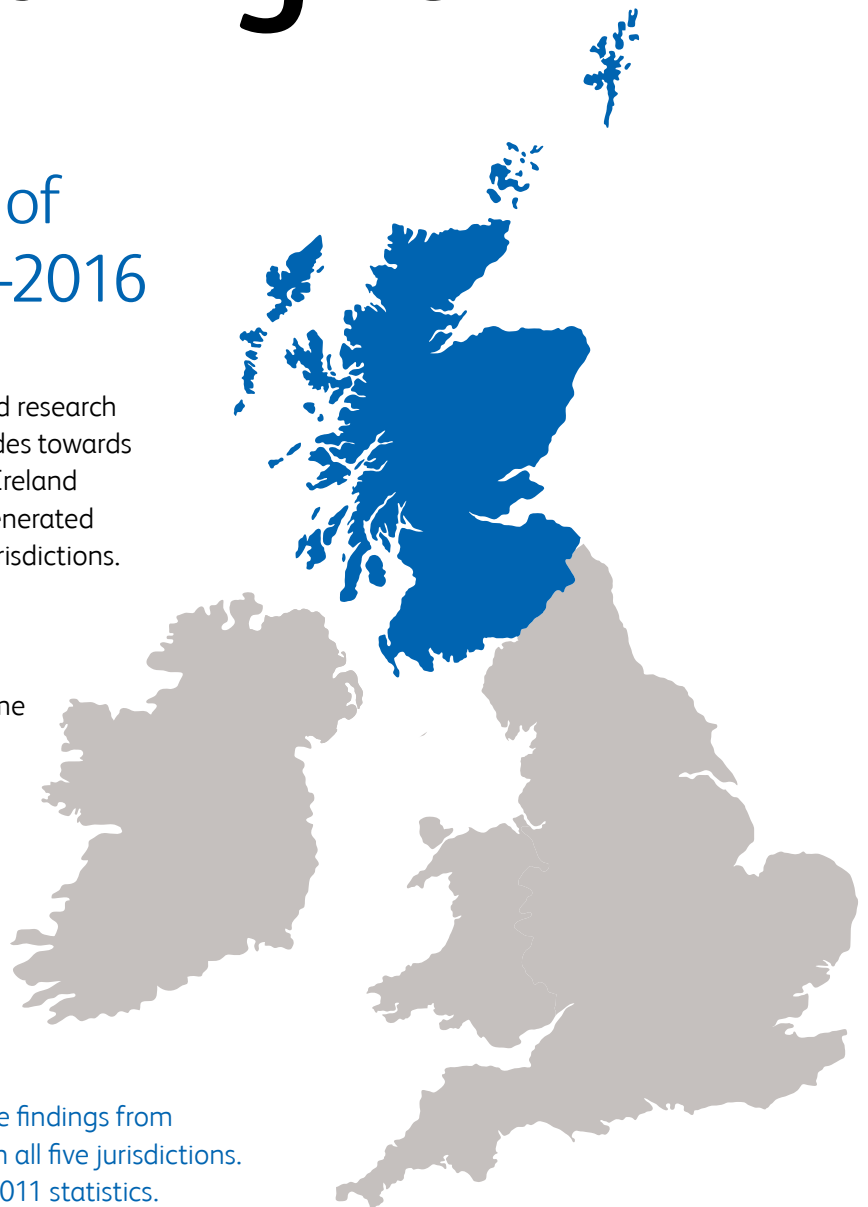 of
-2016
d research
des towards
Ireland
enerated
risdictions.
ne
e findings from
n all five jurisdictions.
011 statistics.